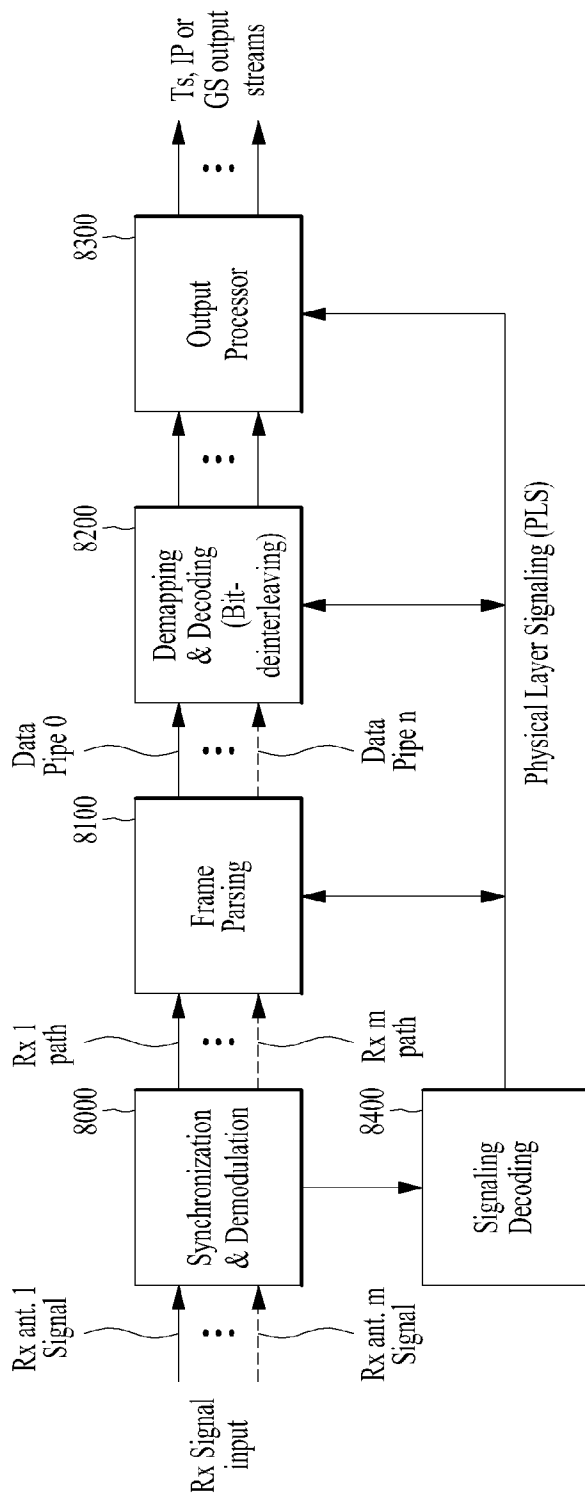 Rx Signal
input
Rx ant. 1
Signal
Rx ant. m
Signal
8000
Synchronization
& Demodulation
Rx 1
path
Rx m
path
8100
Frame
Parsing
Data
Pipe 0
Data
Pipe n
8200
Demapping
& Decoding
(Bit-
deinterleaving)
8300
Output
Processor
Ts, IP or
GS output
streams
8400
Signaling
Decoding
Physical Layer Signaling (PLS)